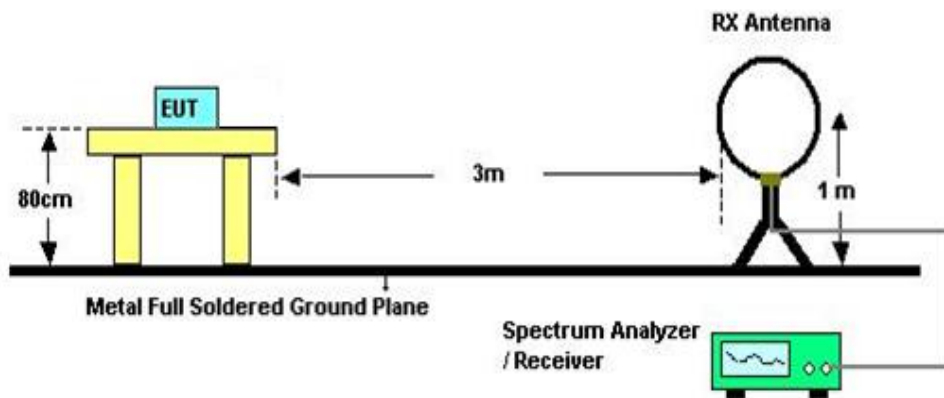 RX Antenna
EUT
3m
80cm
1 m
Metal Full Soldered Ground Plane
Spectrum Analyzer
/ Receiver